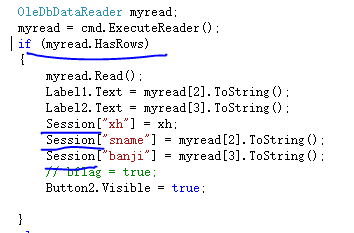 OleDbDataReader myread;
myread = cmd.ExecuteReader();
if (myread.HasRows)
{
myread.Read();
Label1.Text = myread[2].ToString();
Label2.Text = myread[3].ToString();
Session["xh"] = xh;
Session["sname"] = myread[2].ToString();
Session["banji"] = myread[3].ToString();
// bflag = true;
Button2.Visible = true;
}